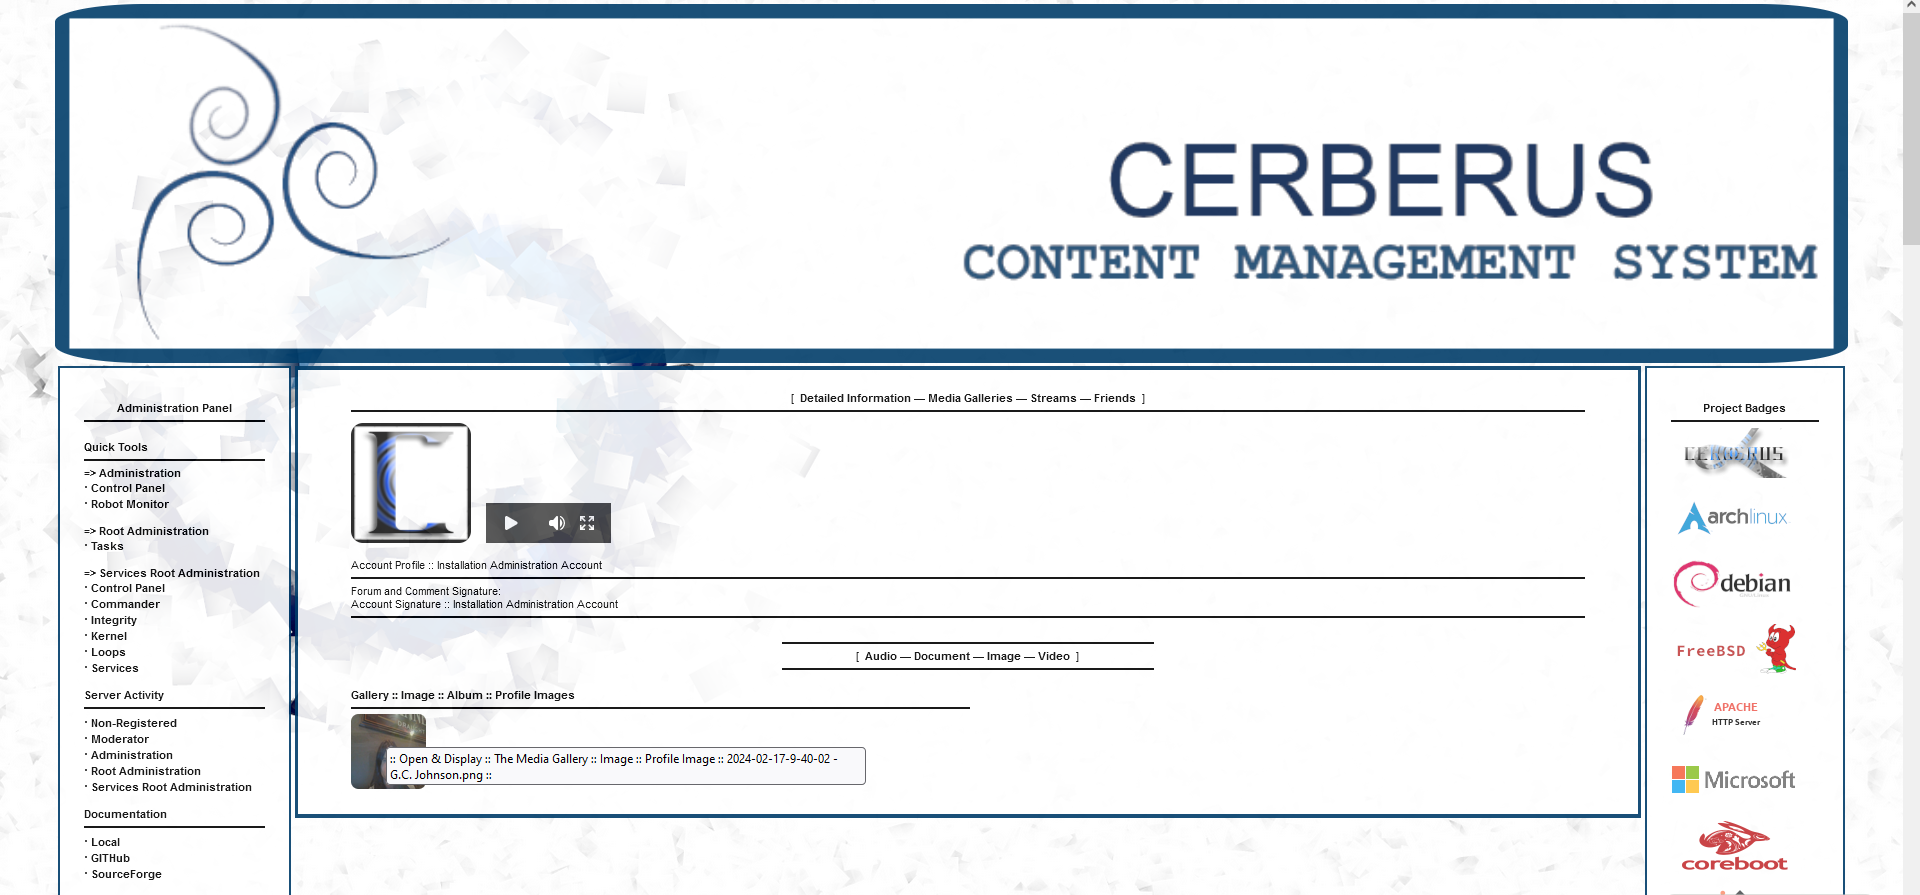 CERBERUS
CONTENT MANAGEMENT SYSTEM
Administration Panel
Quick Tools
=> Administration
· Control Panel
· Robot Monitor
=> Root Administration
· Tasks
=> Services Root Administration
· Control Panel
· Commander
· Integrity
· Kernel
· Loops
· Services
Server Activity
· Non-Registered
· Moderator
· Administration
· Root Administration
· Services Root Administration
Documentation
· Local
· GITHub
· SourceForge
[ Detailed Information — Media Galleries — Streams — Friends ]
Account Profile :: Installation Administration Account
Forum and Comment Signature:
Account Signature :: Installation Administration Account
[ Audio — Document — Image — Video ]
Gallery :: Image :: Album :: Profile Images
:: Open & Display :: The Media Gallery :: Image :: Profile Image :: 2024-02-17-9-40-02 -
G.C. Johnson.png ::
Project Badges
CERBERUS
archlinux
debian
FreeBSD
APACHE
HTTP Server
Microsoft
coreboot